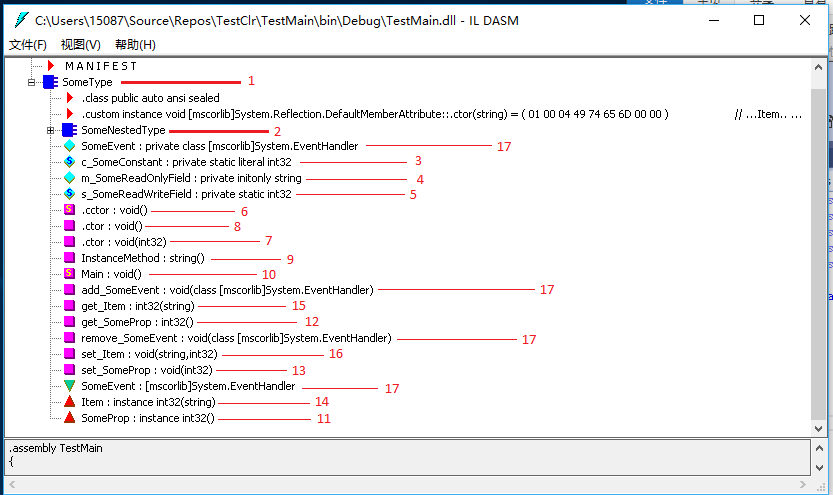 C:\Users\15087\Source\Repos\TestClr\TestMain\bin\Debug\TestMain.dll - IL DASM
文件(F) 视图(V) 帮助(H)
M A N I F E S T
SomeType 1
.class public auto ansi sealed
.custom instance void [mscorlib]System.Reflection.DefaultMemberAttribute::.ctor(string) = ( 01 00 04 49 74 65 6D 00 00 ) // ...Item.. ...
SomeNestedType 2
SomeEvent : private class [mscorlib]System.EventHandler 17
c_SomeConstant : private static literal int32 3
m_SomeReadOnlyField : private initonly string 4
s_SomeReadWriteField : private static int32 5
.cctor : void() 6
.ctor : void() 8
.ctor : void(int32) 7
InstanceMethod : string() 9
Main : void() 10
add_SomeEvent : void(class [mscorlib]System.EventHandler) 17
get_Item : int32(string) 15
get_SomeProp : int32() 12
remove_SomeEvent : void(class [mscorlib]System.EventHandler) 17
set_Item : void(string,int32) 16
set_SomeProp : void(int32) 13
SomeEvent : [mscorlib]System.EventHandler 17
Item : instance int32(string) 14
SomeProp : instance int32() 11
.assembly TestMain
{